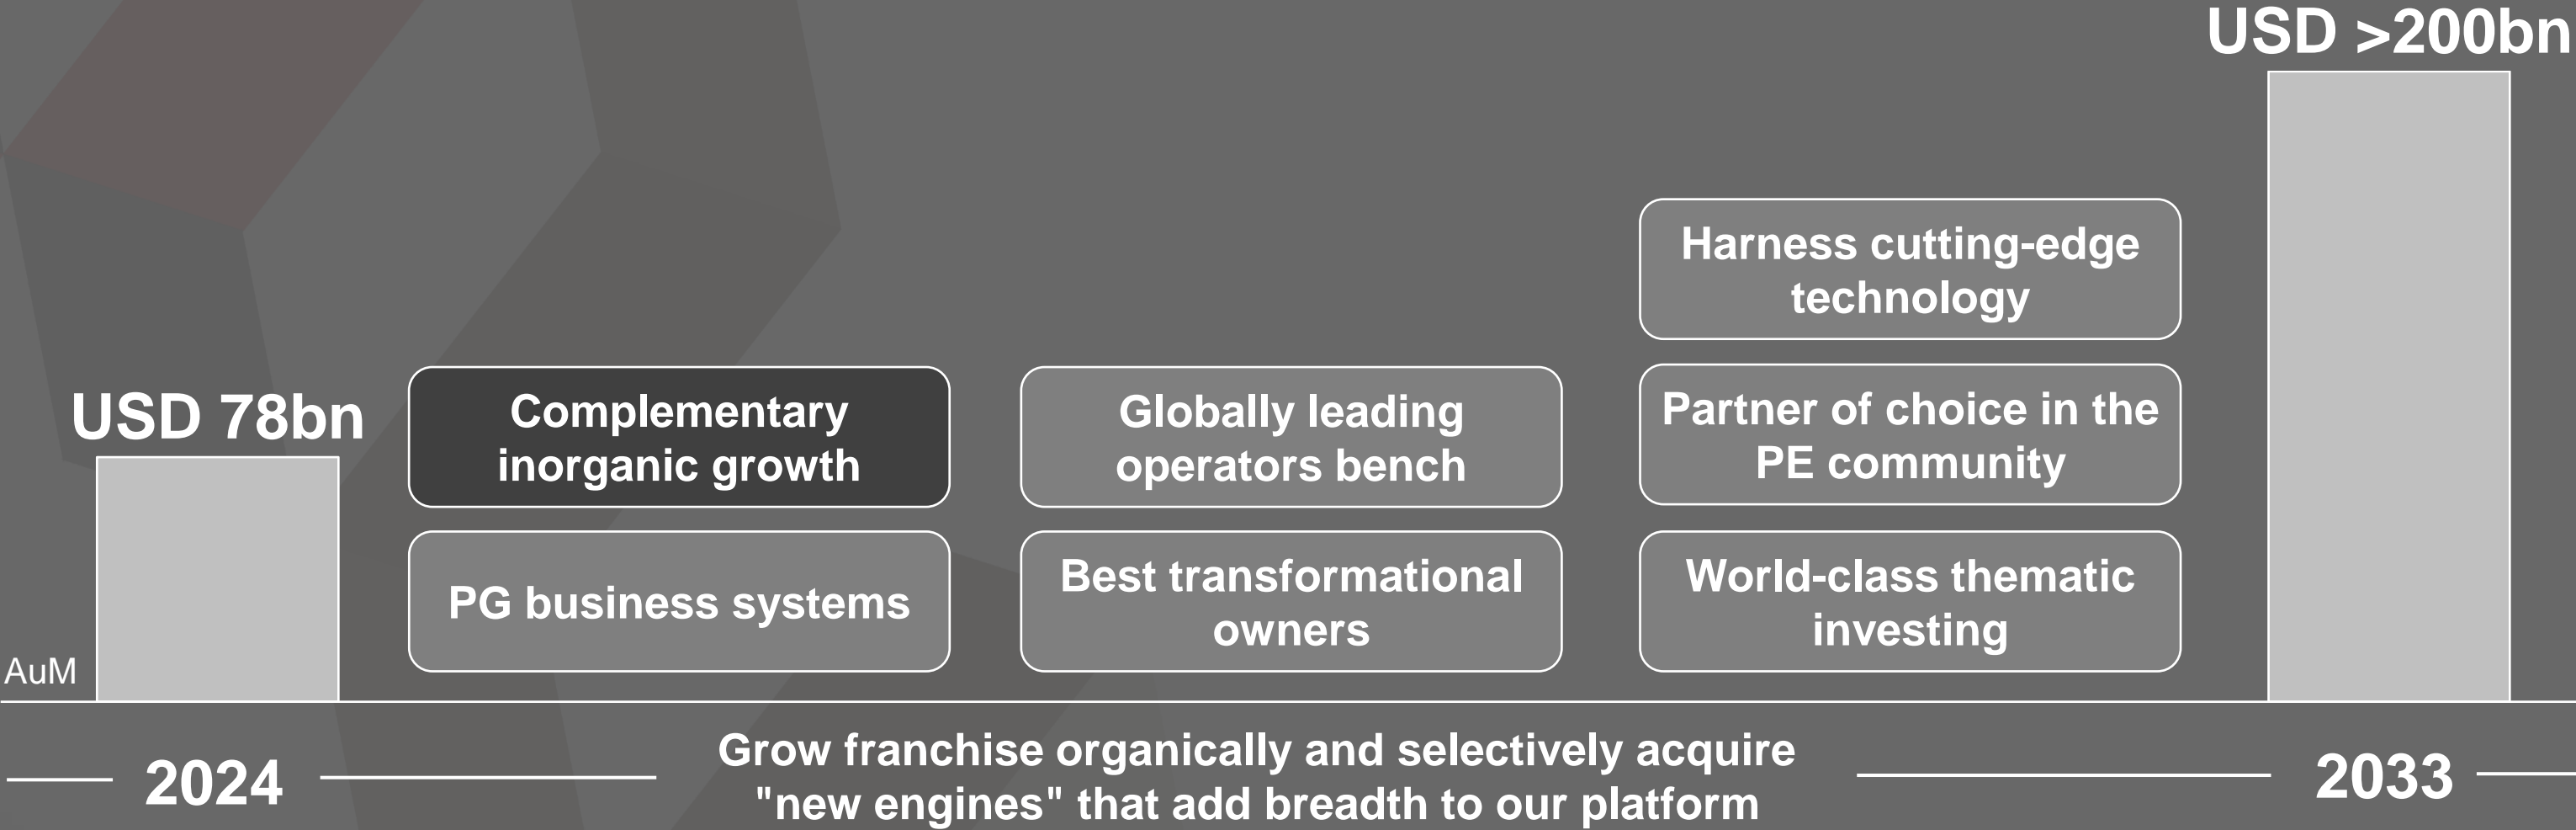 USD >200bn
Harness cutting-edge
technology
USD 78bn
Complementary
inorganic growth
Globally leading
operators bench
Partner of choice in the
PE community
PG business systems
Best transformational
owners
World-class thematic
investing
AuM
2024
Grow franchise organically and selectively acquire
"new engines" that add breadth to our platform
2033